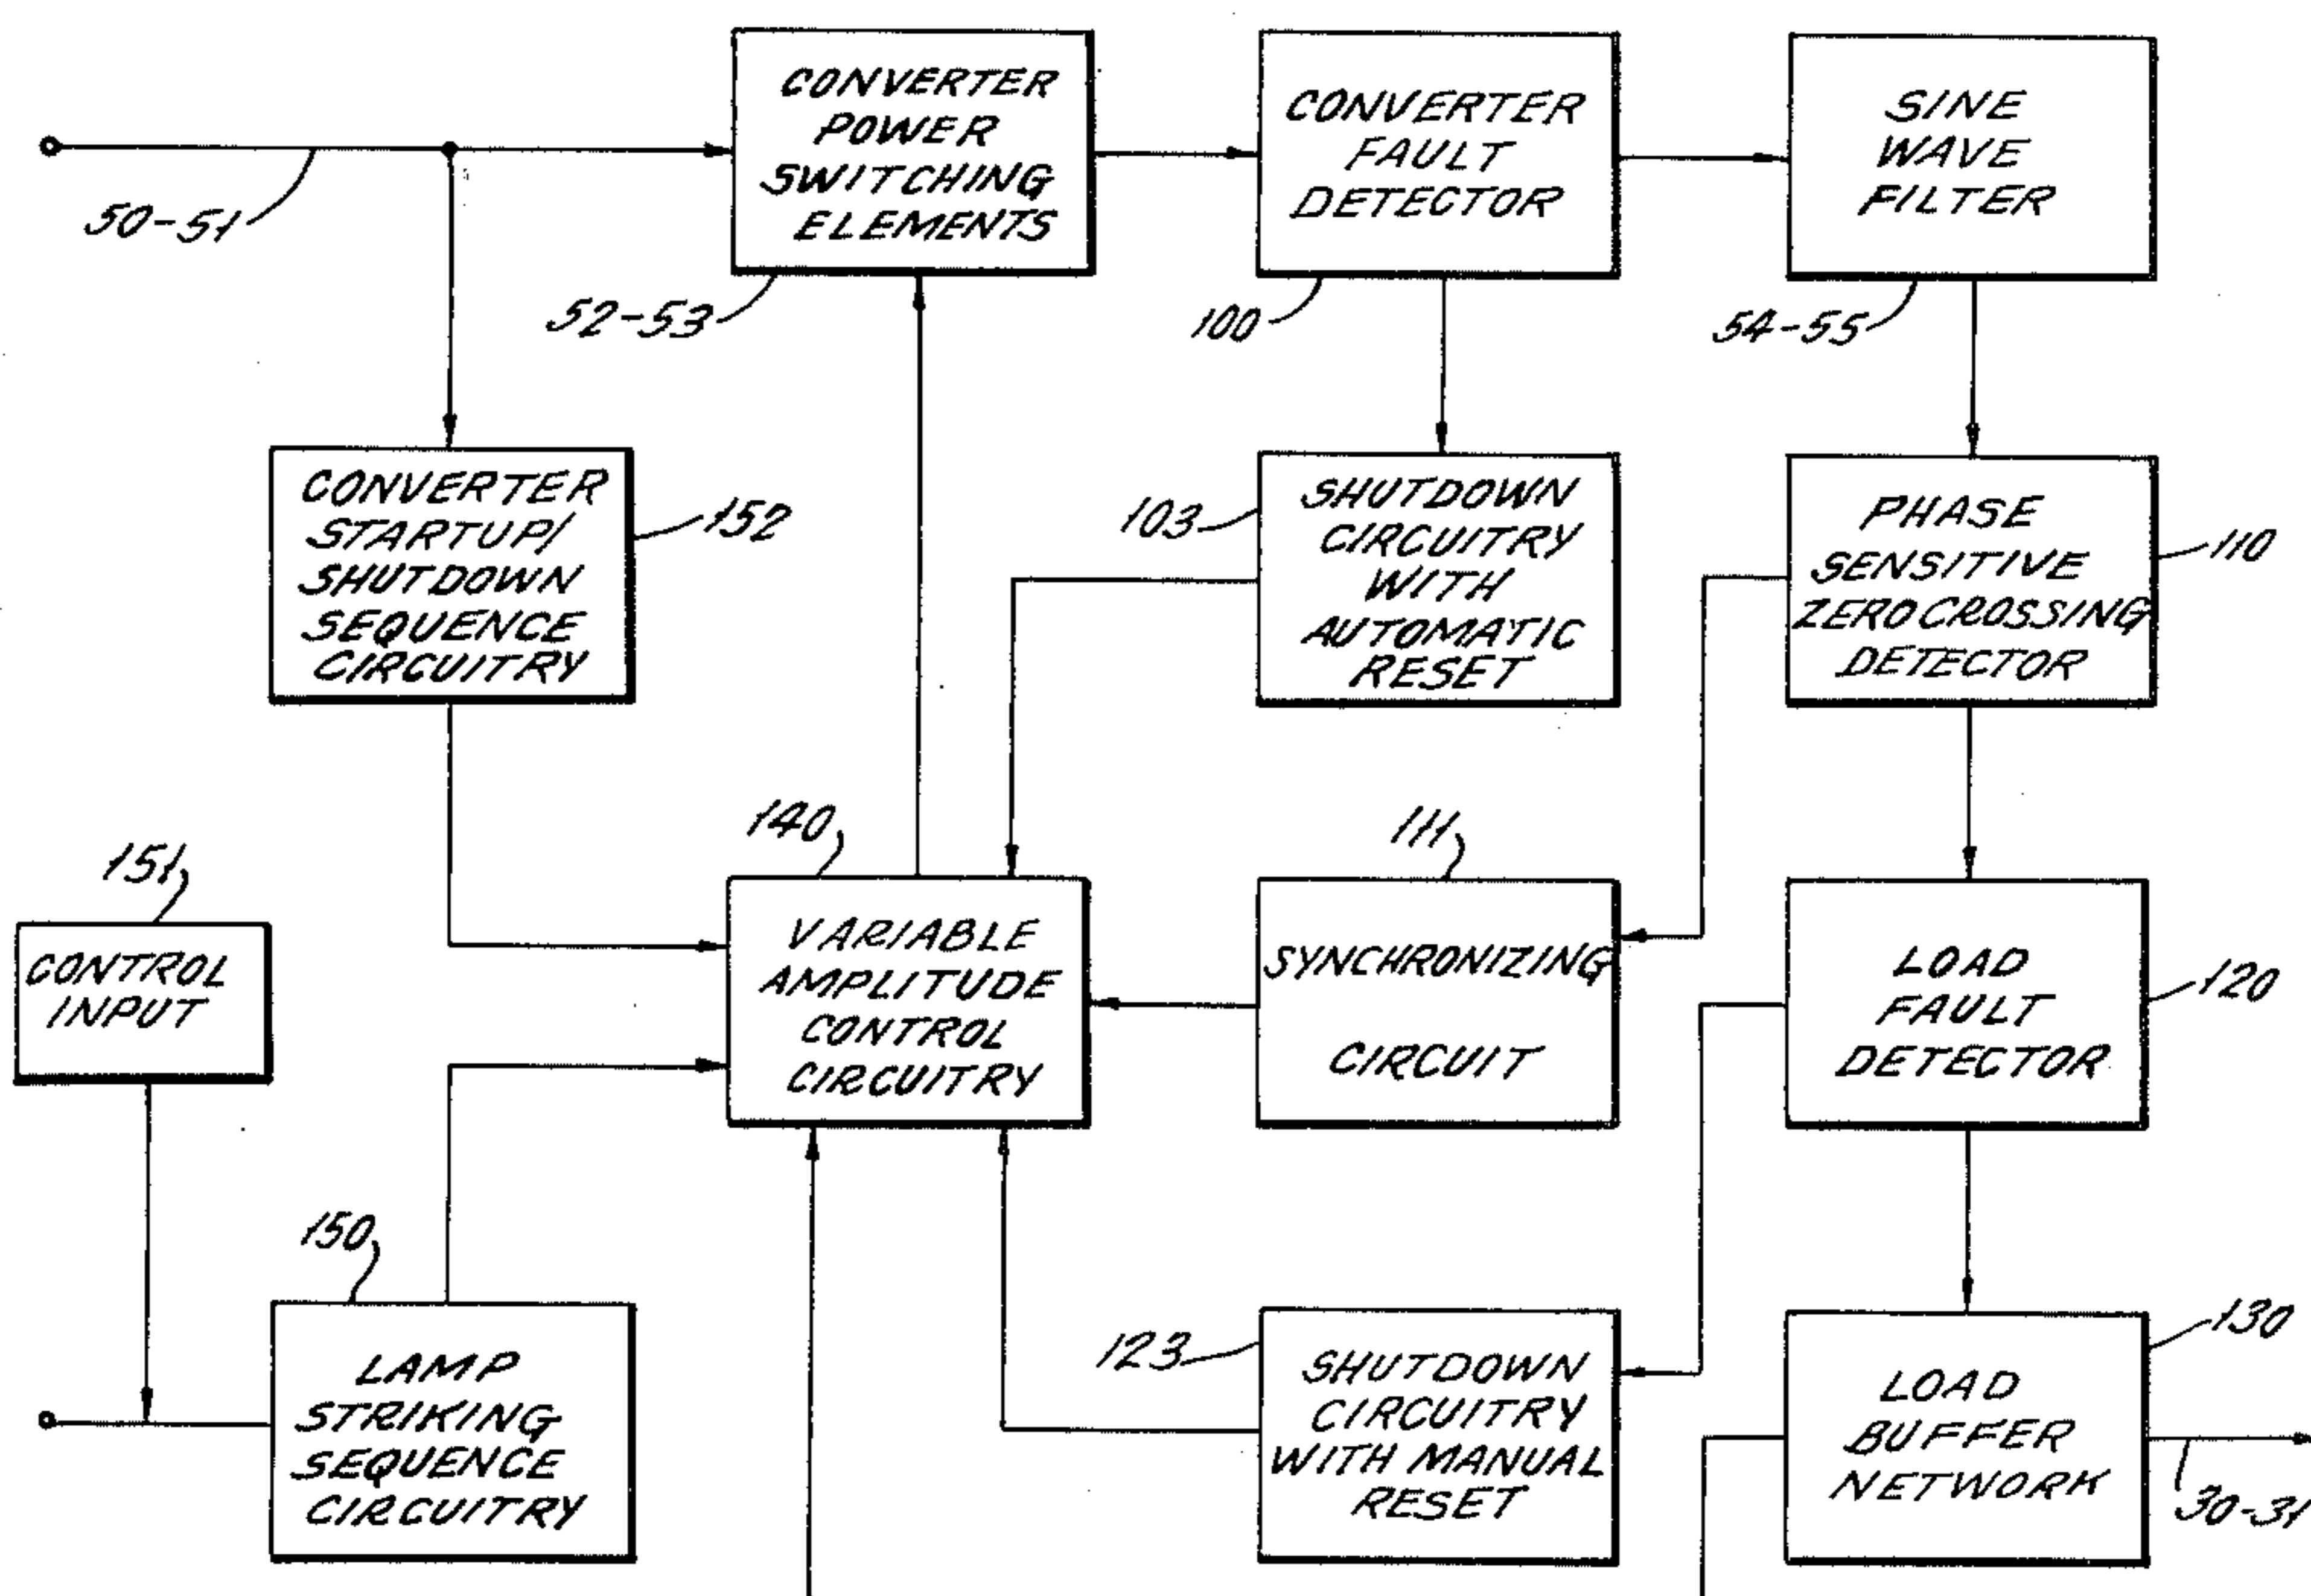 CONVERTER
POWER
SWITCHING
ELEMENTS
CONVERTER
FAULT
DETECTOR
SINE
WAVE
FILTER
50-51
52-53
100
54-55
CONVERTER
STARTUP/
SHUTDOWN
SEQUENCE
CIRCUITRY
152
103
SHUTDOWN
CIRCUITRY
WITH
AUTOMATIC
RESET
PHASE
SENSITIVE
ZERO CROSSING
DETECTOR
110
151
CONTROL
INPUT
140
VARIABLE
AMPLITUDE
CONTROL
CIRCUITRY
111
SYNCHRONIZING
CIRCUIT
LOAD
FAULT
DETECTOR
120
150
LAMP
STRIKING
SEQUENCE
CIRCUITRY
123
SHUTDOWN
CIRCUITRY
WITH MANUAL
RESET
130
LOAD
BUFFER
NETWORK
30-31